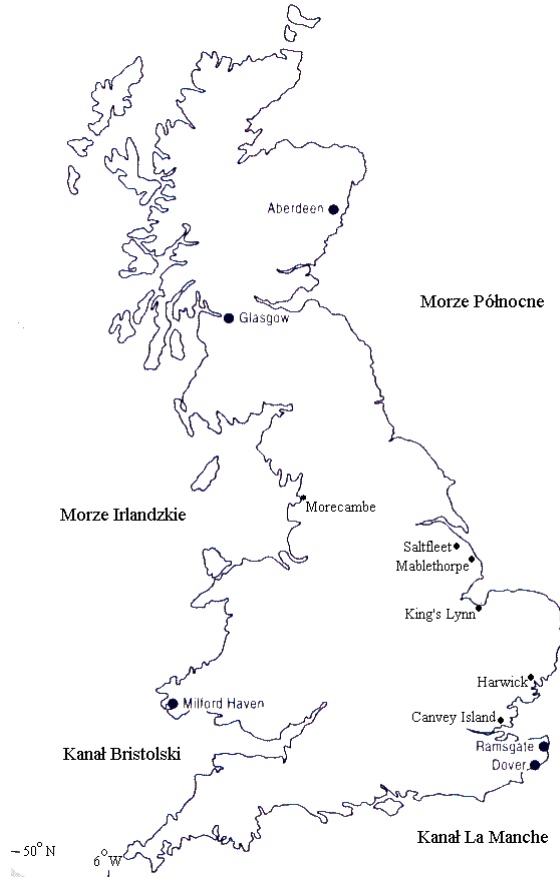 Aberdeen
Morze Północne
Glasgow
Morecambe
Morze Irlandzkie
Saltfleet
Mablethorpe
King's Lynn
Harwick
Milford Haven
Canvey Island
Ramsgate
Kanał Bristolski
Dover
Kanał La Manche
50° N
6° W